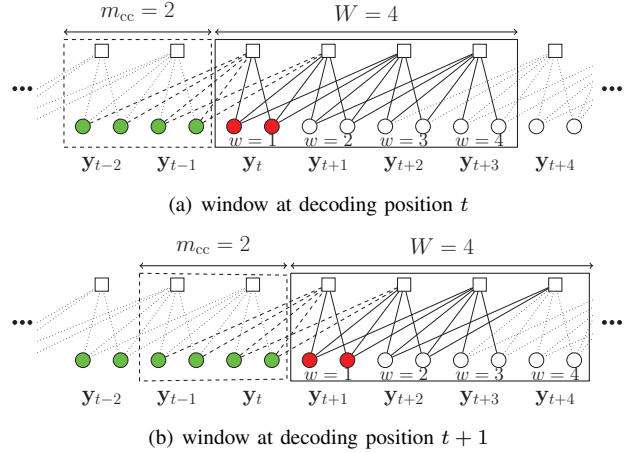 m_cc = 2 W = 4
... ...
w = 1 w = 2 w = 3 w = 4
y_{t−2} y_{t−1} y_t y_{t+1} y_{t+2} y_{t+3} y_{t+4}
(a) window at decoding position t
m_cc = 2 W = 4
... ...
w = 1 w = 2 w = 3 w = 4
y_{t−2} y_{t−1} y_t y_{t+1} y_{t+2} y_{t+3} y_{t+4}
(b) window at decoding position t + 1